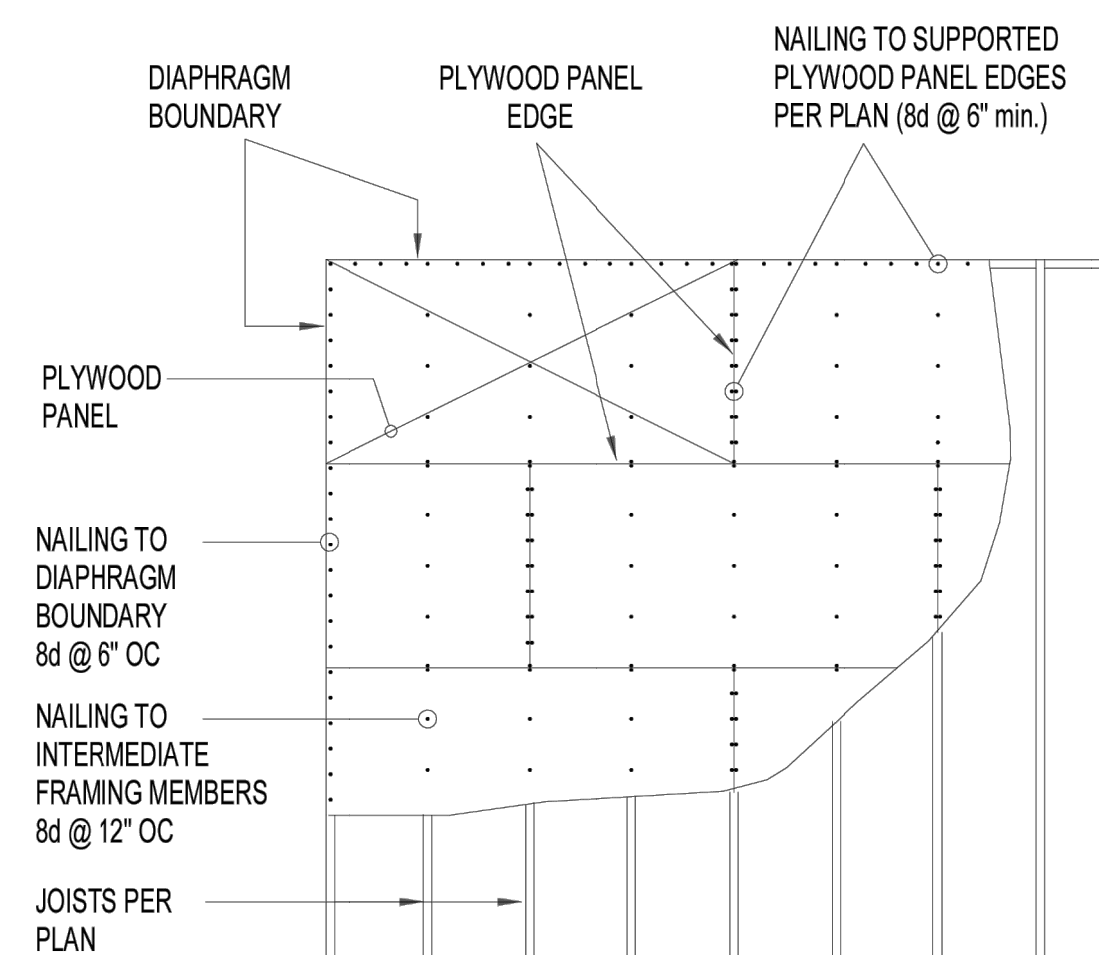 DIAPHRAGM
BOUNDARY
PLYWOOD PANEL
EDGE
NAILING TO SUPPORTED
PLYWOOD PANEL EDGES
PER PLAN (8d @ 6" min.)
PLYWOOD
PANEL
NAILING TO
DIAPHRAGM
BOUNDARY
8d @ 6" OC
NAILING TO
INTERMEDIATE
FRAMING MEMBERS
8d @ 12" OC
JOISTS PER
PLAN